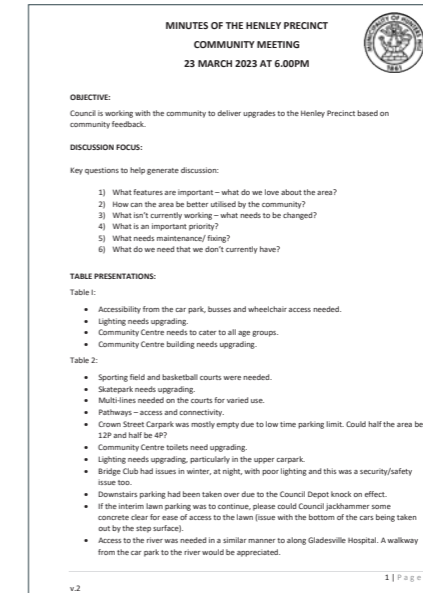 MINUTES OF THE HENLEY PRECINCT
COMMUNITY MEETING
23 MARCH 2023 AT 6.00PM
MUNICIPALITY OF HUNTERS HILL
1861
OBJECTIVE:
Council is working with the community to deliver upgrades to the Henley Precinct based on
community feedback.
DISCUSSION FOCUS:
Key questions to help generate discussion:
1) What features are important – what do we love about the area?
2) How can the area be better utilised by the community?
3) What isn't currently working – what needs to be changed?
4) What is an important priority?
5) What needs maintenance/ fixing?
6) What do we need that we don't currently have?
TABLE PRESENTATIONS:
Table I:
• Accessibility from the car park, busses and wheelchair access needed.
• Lighting needs upgrading.
• Community Centre needs to cater to all age groups.
• Community Centre building needs upgrading.
Table 2:
• Sporting field and basketball courts were needed.
• Skatepark needs upgrading.
• Multi-lines needed on the courts for varied use.
• Pathways – access and connectivity.
• Crown Street Carpark was mostly empty due to low time parking limit. Could half the area be
12P and half be 4P?
• Community Centre toilets need upgrading.
• Lighting needs upgrading, particularly in the upper carpark.
• Bridge Club had issues in winter, at night, with poor lighting and this was a security/safety
issue too.
• Downstairs parking had been taken over due to the Council Depot knock on effect.
• If the interim lawn parking was to continue, please could Council jackhammer some
concrete clear for ease of access to the lawn (issue with the bottom of the cars being taken
out by the step surface).
• Access to the river was needed in a similar manner to along Gladesville Hospital. A walkway
from the car park to the river would be appreciated.
1 | Page
v.2